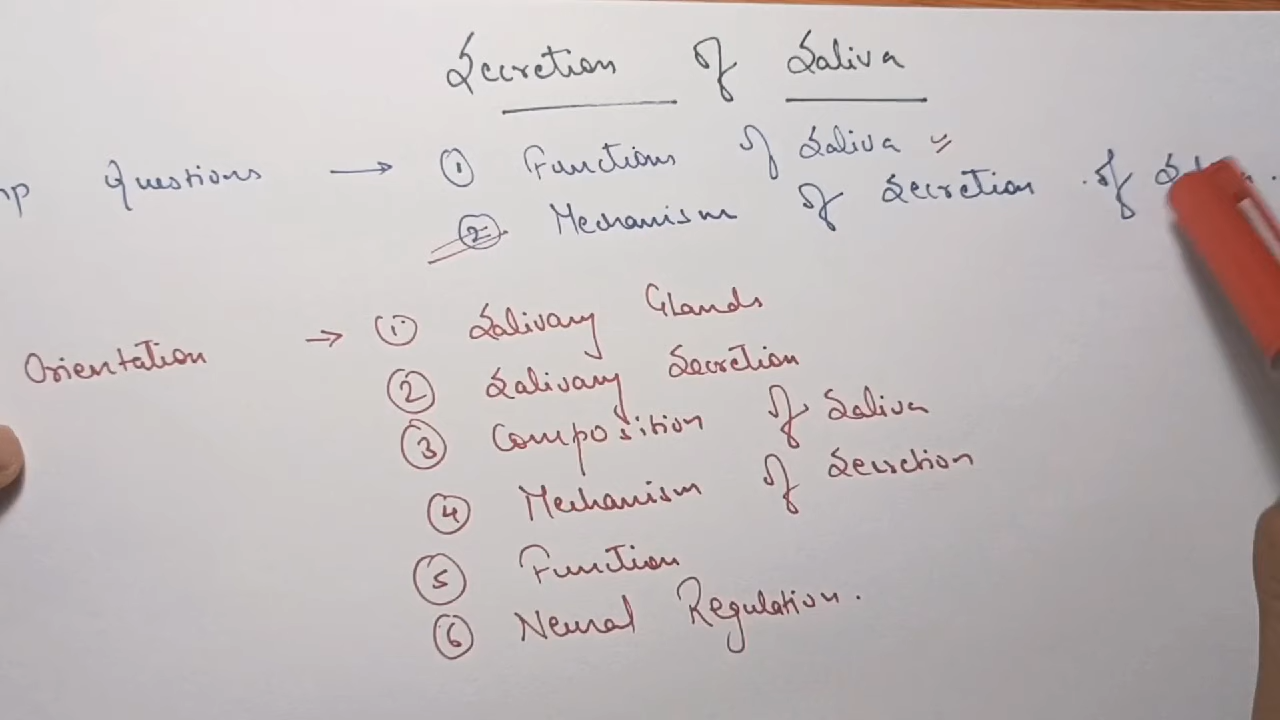 Secretion of Saliva
Questions → ① Functions of Saliva
② Mechanism of Secretion of
Orientation → ① Salivary Glands
② Salivary Secretion
③ Composition of Saliva
④ Mechanism of Secretion
⑤ Function
⑥ Neural Regulation.